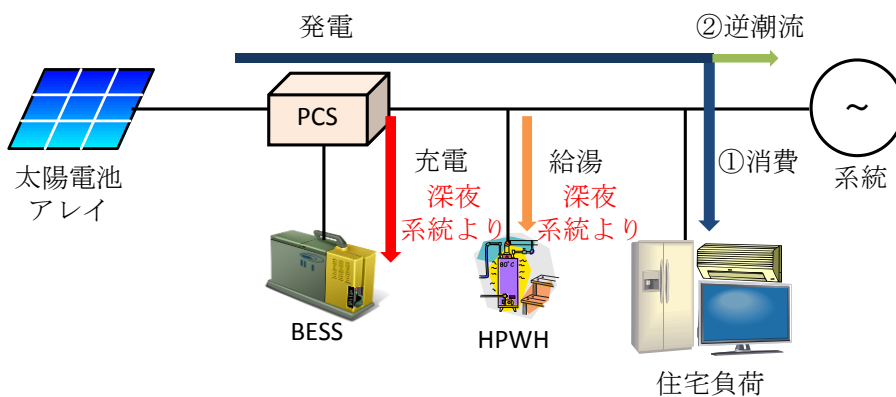 発電
②逆潮流
PCS
～
太陽電池
アレイ
充電
深夜
系統より
給湯
深夜
系統より
①消費
系統
80℃
BESS
HPWH
住宅負荷